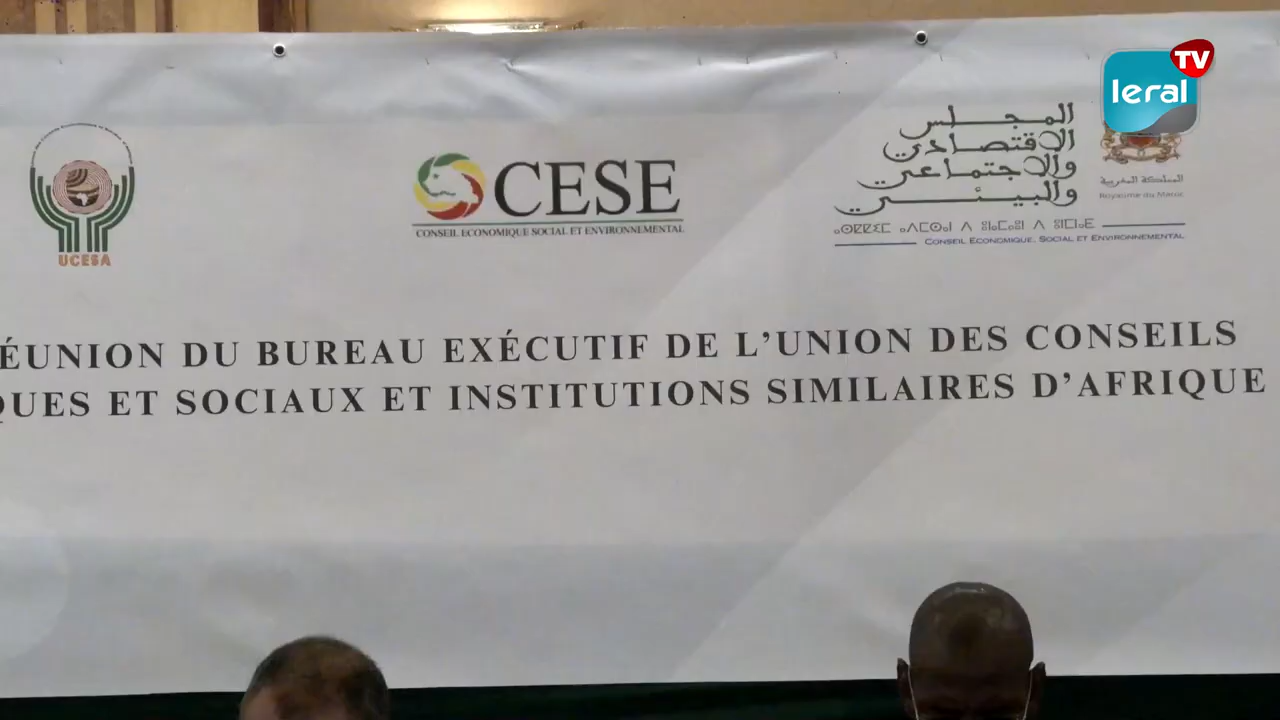 TV
leral
UCESA
CESE
CONSEIL ECONOMIQUE SOCIAL ET ENVIRONNEMENTAL
المجلس
الاقتصادي
والاجتماعي
والبيئي
المملكة المغربية
Royaume du Maroc
CONSEIL ECONOMIQUE, SOCIAL ET ENVIRONNEMENTAL
ÉUNION DU BUREAU EXÉCUTIF DE L'UNION DES CONSEILS
QUES ET SOCIAUX ET INSTITUTIONS SIMILAIRES D'AFRIQUE